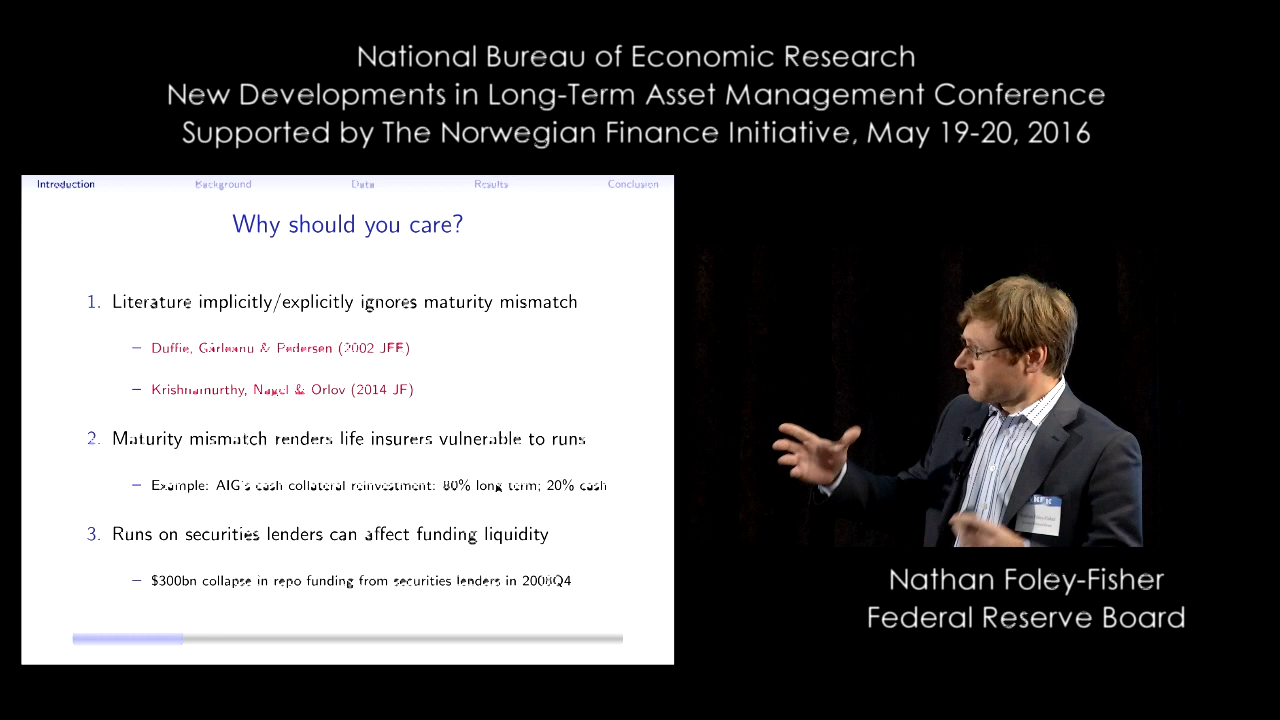 National Bureau of Economic Research
New Developments in Long-Term Asset Management Conference
Supported by The Norwegian Finance Initiative, May 19-20, 2016
Introduction Background Data Results Conclusion
Why should you care?
1. Literature implicitly/explicitly ignores maturity mismatch
– Duffie, Gârleanu & Pedersen (2002 JFE)
– Krishnamurthy, Nagel & Orlov (2014 JF)
2. Maturity mismatch renders life insurers vulnerable to runs
– Example: AIG's cash collateral reinvestment: 80% long term; 20% cash
3. Runs on securities lenders can affect funding liquidity
– $300bn collapse in repo funding from securities lenders in 2008Q4
Nathan Foley-Fisher
Federal Reserve Board